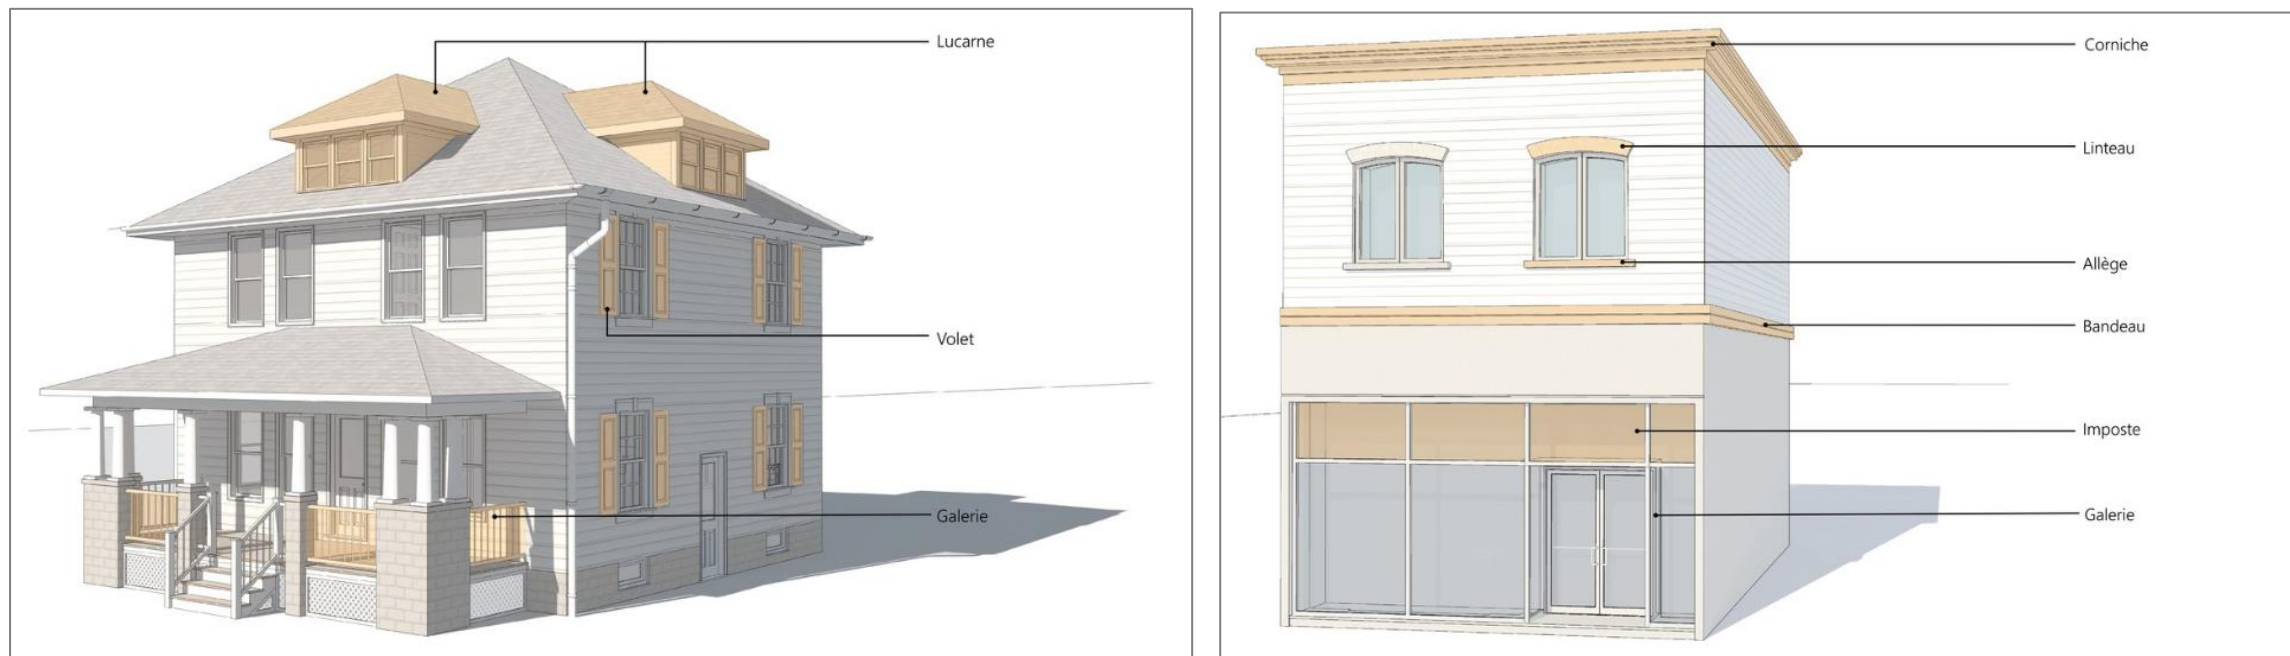 Lucarne
Volet
Galerie
Corniche
Linteau
Allège
Bandeau
Imposte
Galerie